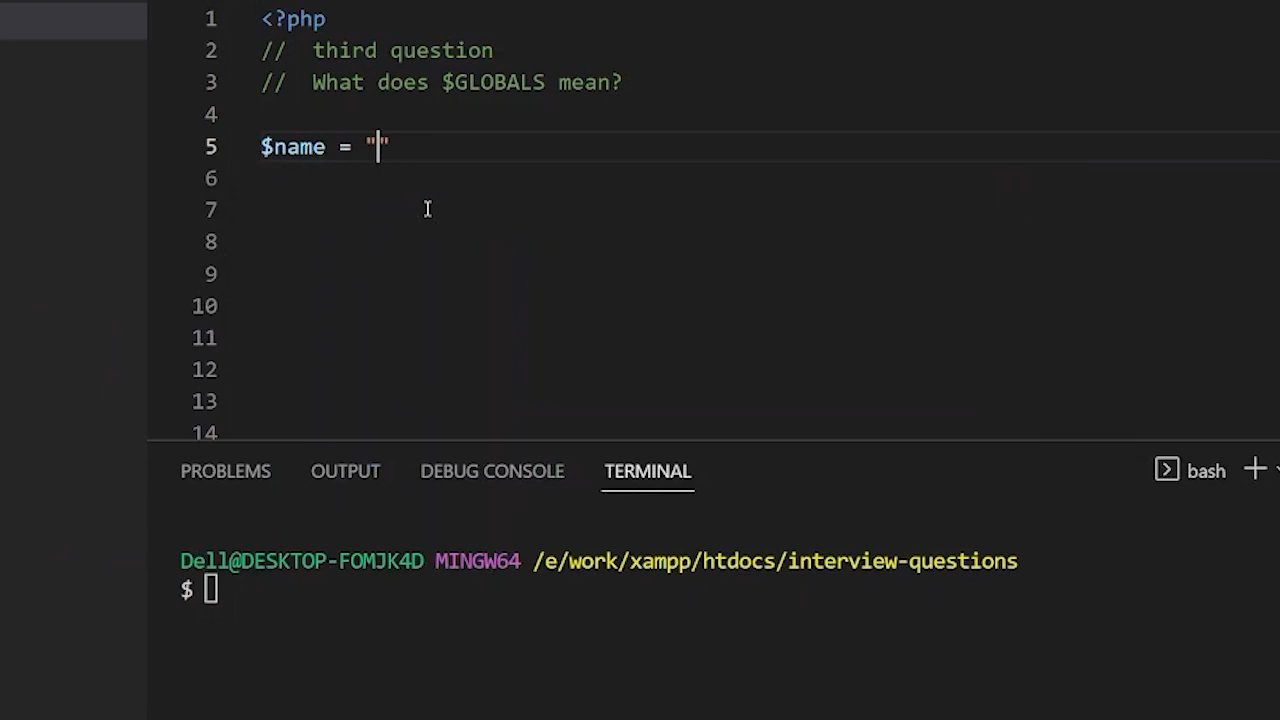 1 <?php
2 //  third question
3 //  What does $GLOBALS mean?
4
5 $name = ""
6
7
8
9
10
11
12
13
14
PROBLEMS OUTPUT DEBUG CONSOLE TERMINAL bash
Dell@DESKTOP-FOMJK4D MINGW64 /e/work/xampp/htdocs/interview-questions
$